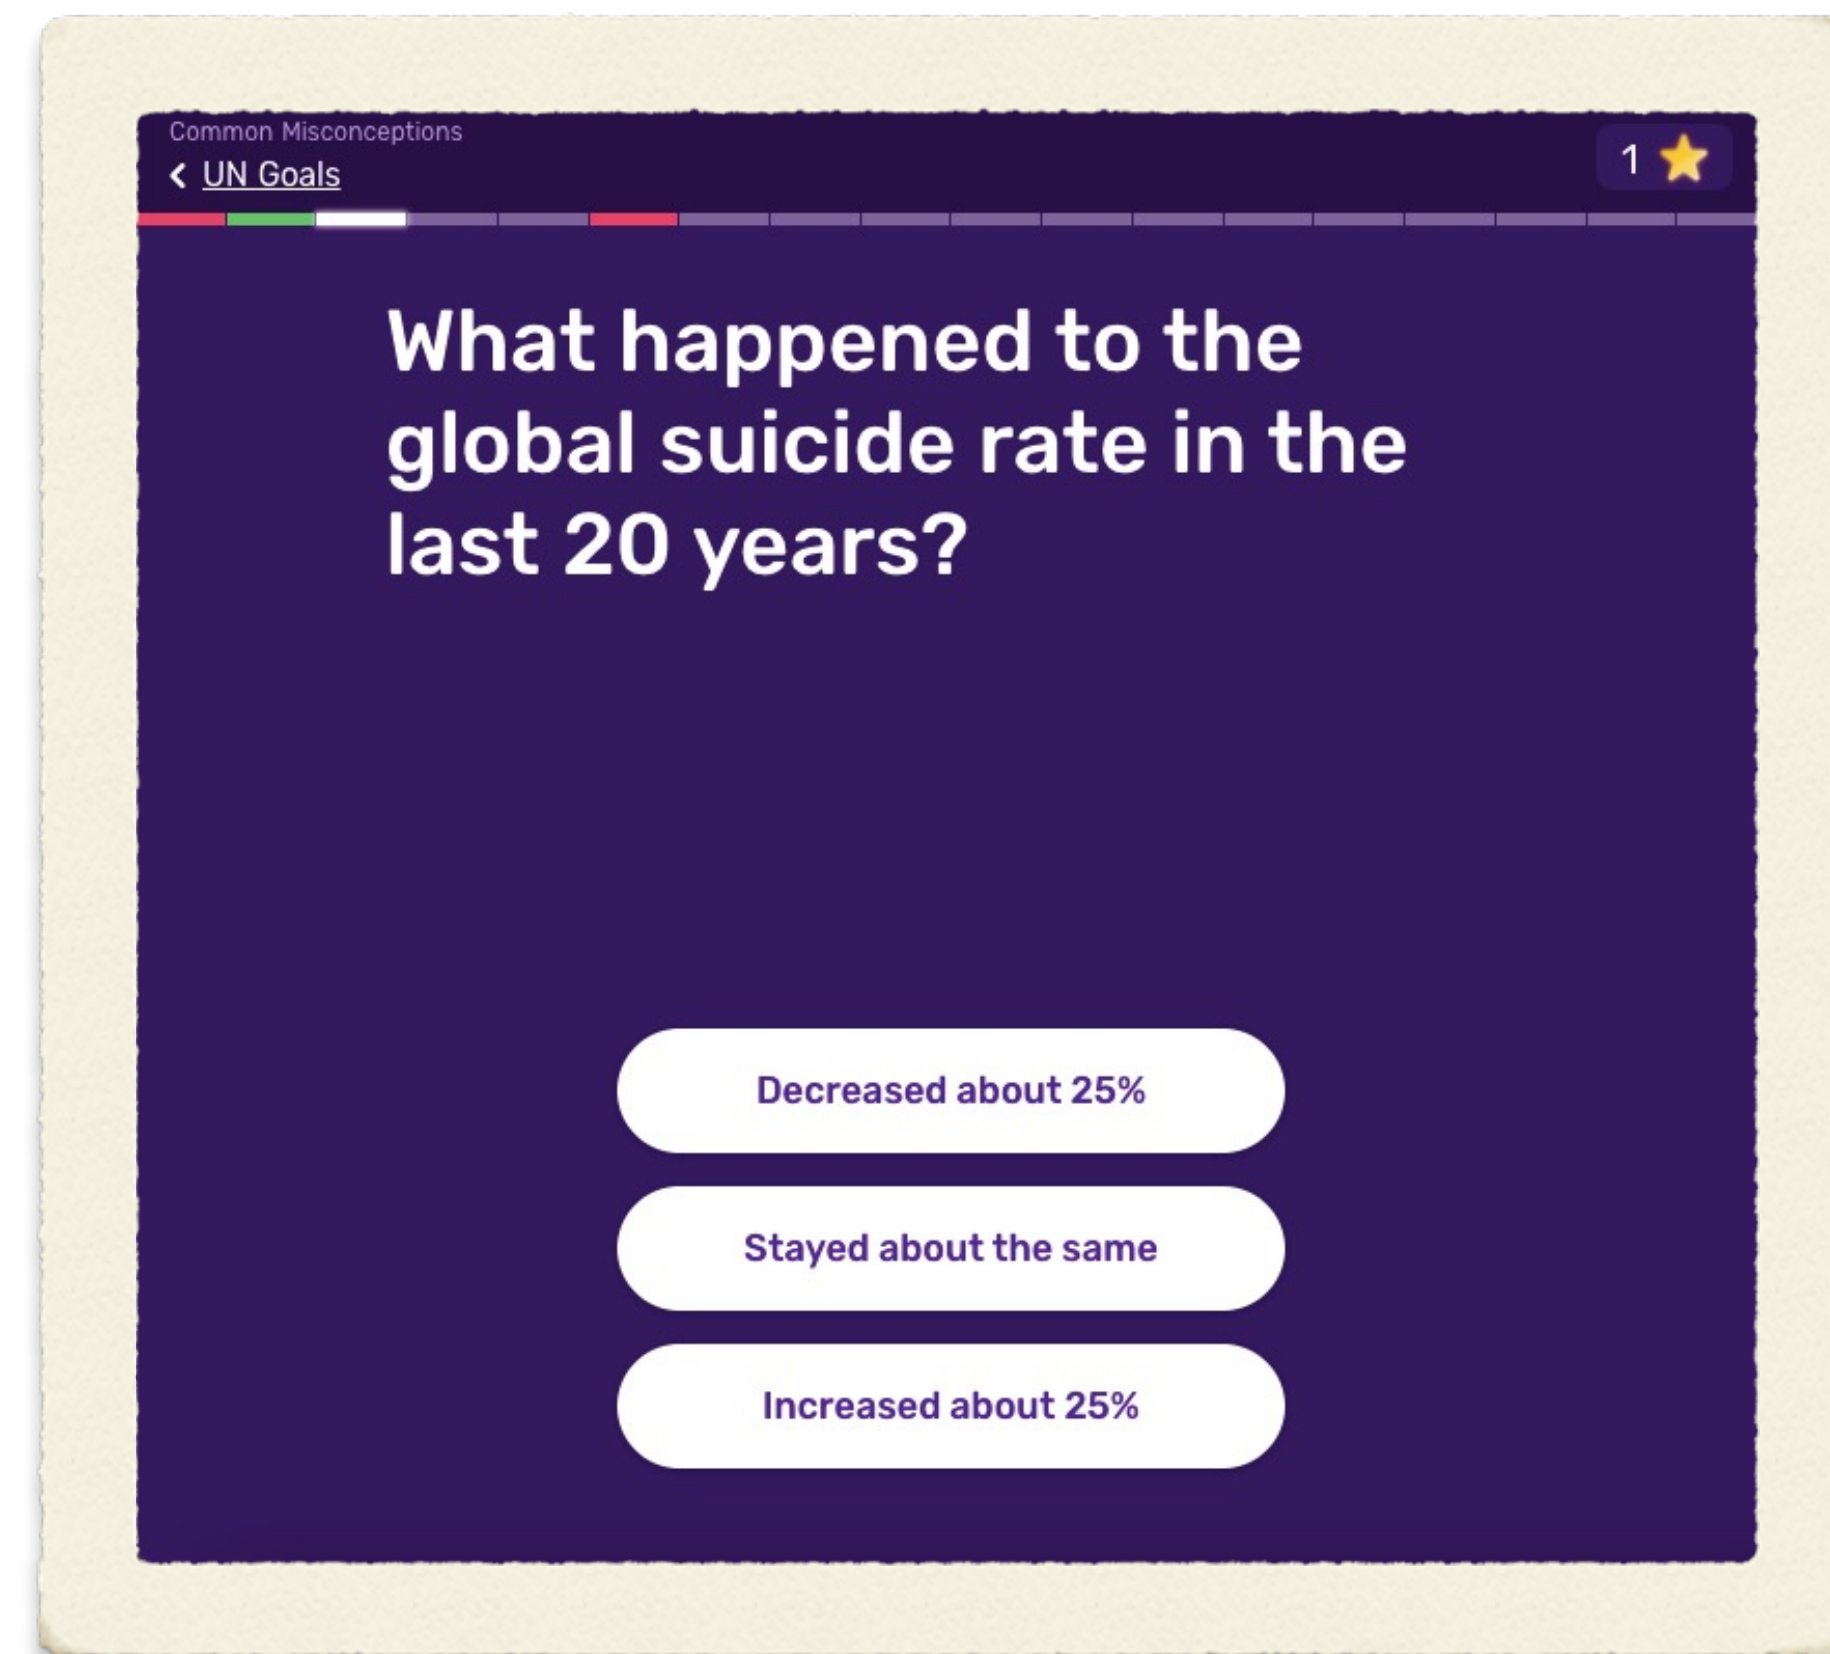 Common Misconceptions
UN Goals
1
What happened to the
global suicide rate in the
last 20 years?
Decreased about 25%
Stayed about the same
Increased about 25%